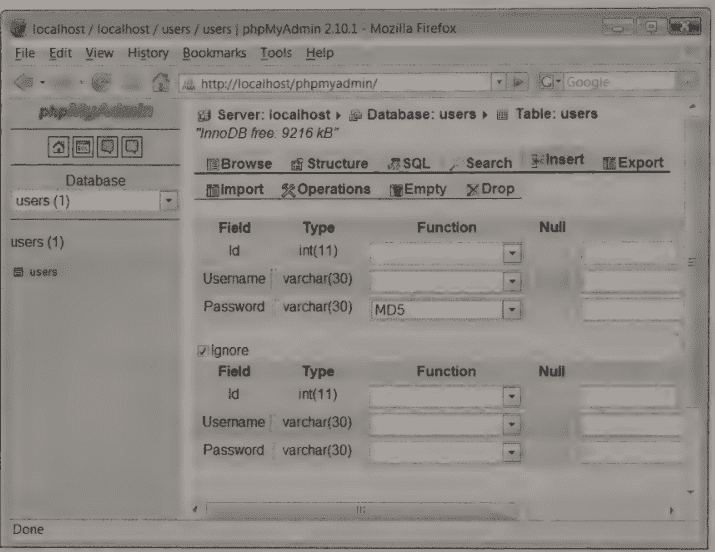 localhost / localhost / users / users | phpMyAdmin 2.10.1 - Mozilla Firefox
File Edit View History Bookmarks Tools Help
http://localhost/phpmyadmin/
Google
phpMyAdmin
Database
users (1)
users (1)
users
Server: localhost Database: users Table: users
"InnoDB free: 9216 kB"
Browse Structure SQL Search Insert Export
Import Operations Empty Drop
Field Type Function Null
Id int(11)
Username varchar(30)
Password varchar(30) MD5
Ignore
Field Type Function Null
Id int(11)
Username varchar(30)
Password varchar(30)
Done